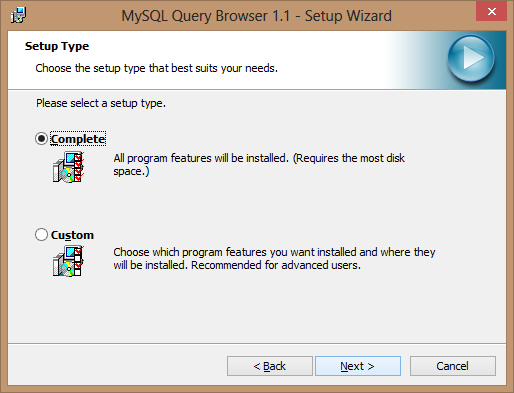 MySQL Query Browser 1.1 - Setup Wizard
x
Setup Type
Choose the setup type that best suits your needs.
Please select a setup type.
Complete
All program features will be installed. (Requires the most disk
space.)
Custom
Choose which program features you want installed and where they
will be installed. Recommended for advanced users.
< Back Next > Cancel